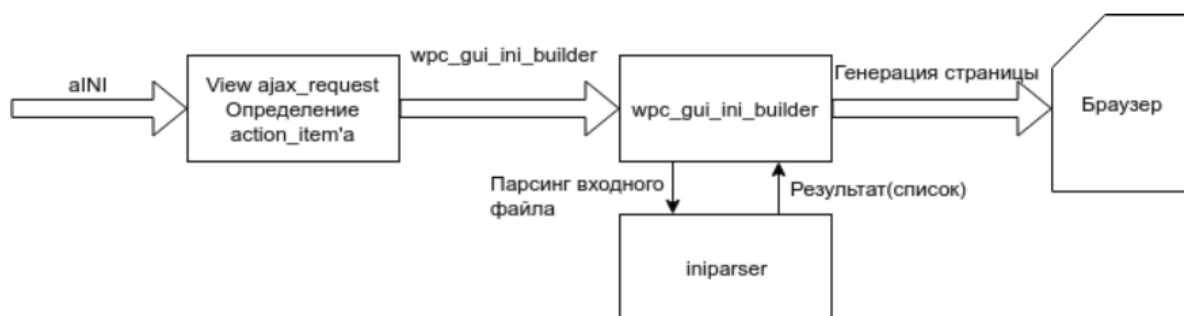 aINI
View ajax_request
Определение
action_item'a
wpc_gui_ini_builder
wpc_gui_ini_builder
Генерация страницы
Браузер
Парсинг входного
файла
Результат(список)
iniparser